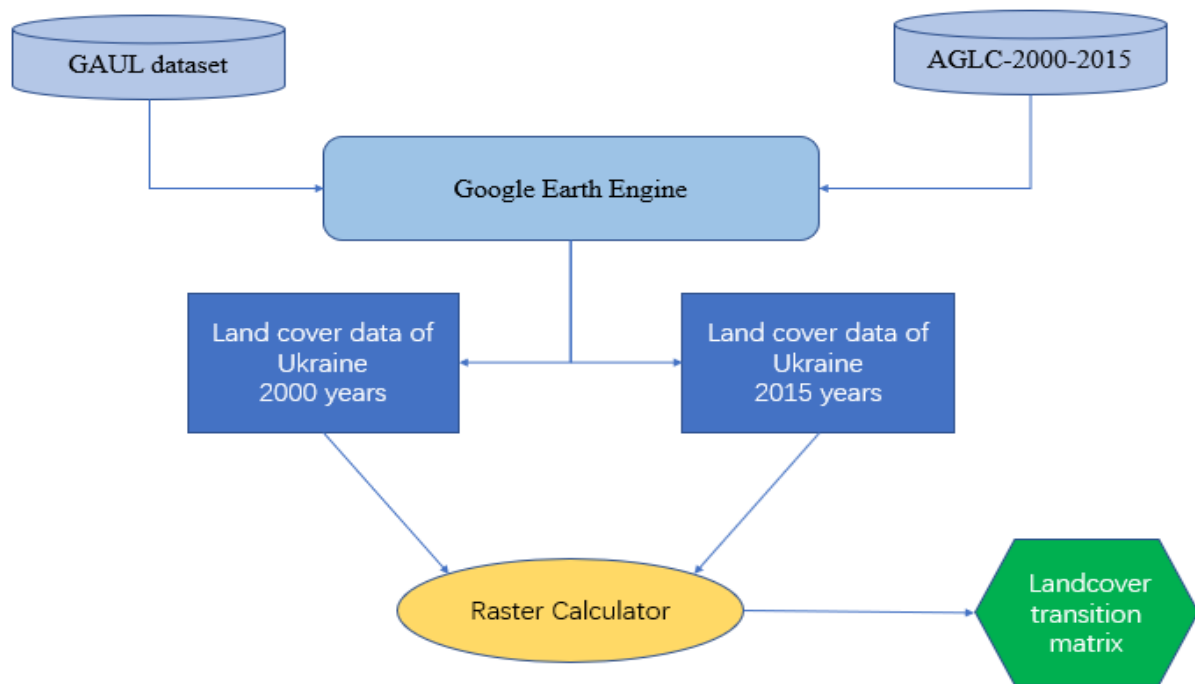 GAUL dataset
AGLC-2000-2015
Google Earth Engine
Land cover data of
Ukraine
2000 years
Land cover data of
Ukraine
2015 years
Raster Calculator
Landcover
transition
matrix